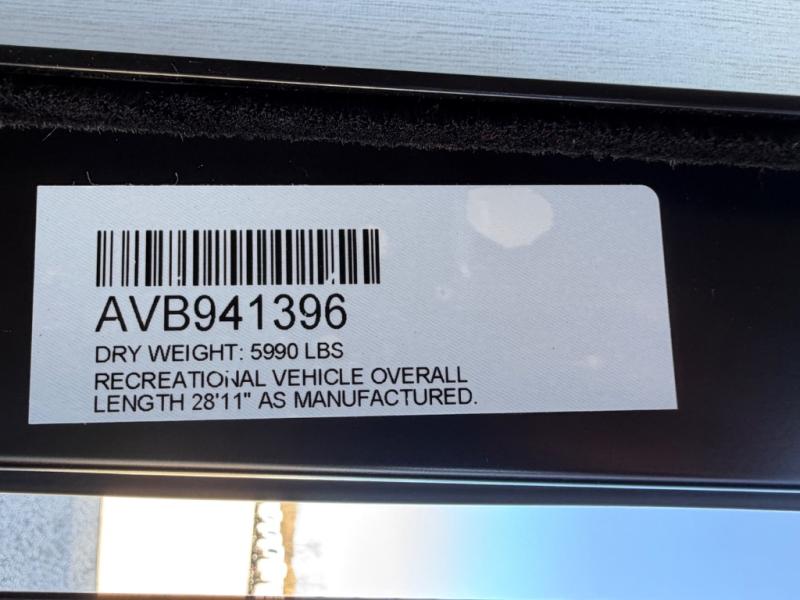 AVB941396
DRY WEIGHT: 5990 LBS
RECREATIONAL VEHICLE OVERALL
LENGTH 28'11" AS MANUFACTURED.